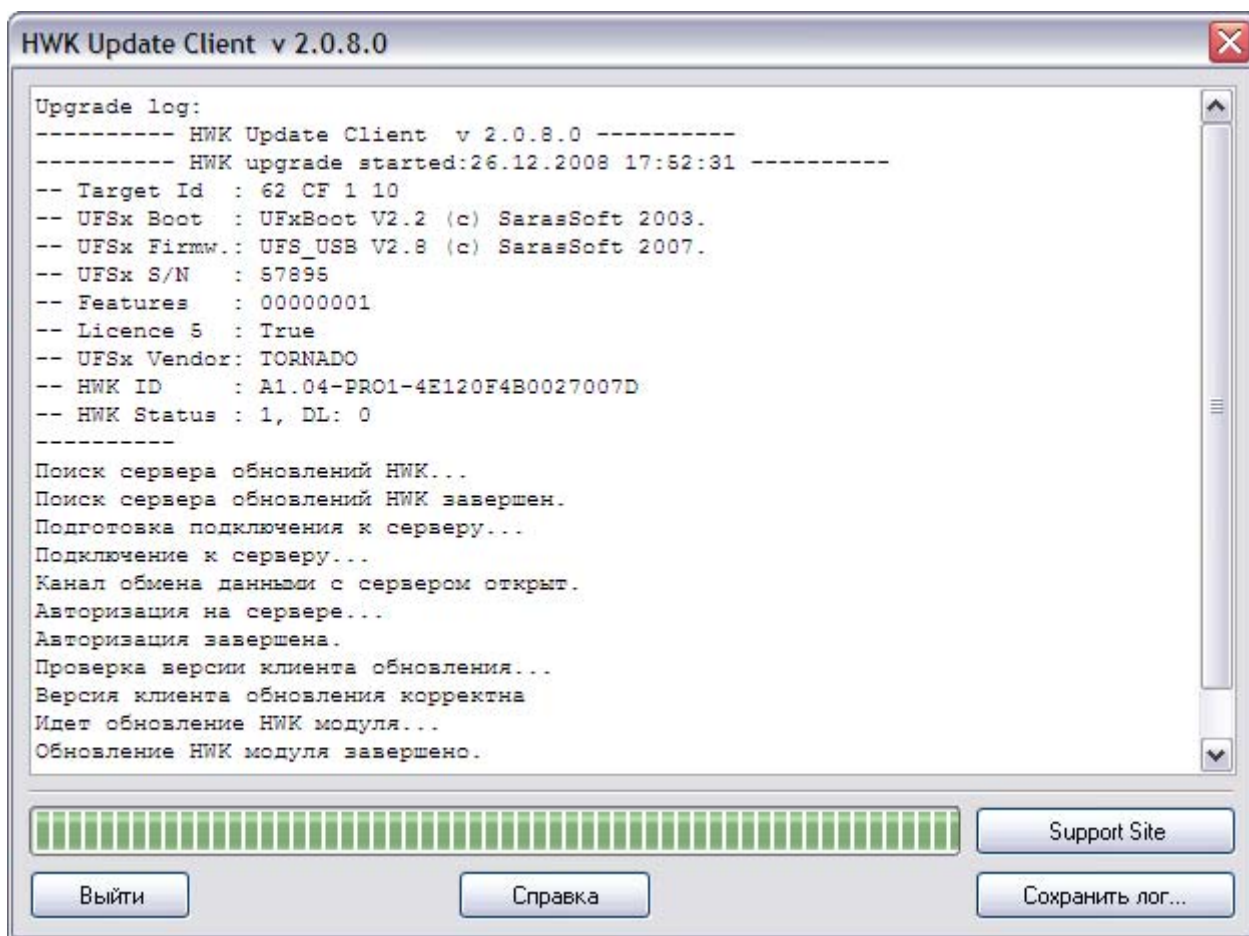 HWK Update Client v 2.0.8.0
Upgrade log:
---------- HWK Update Client  v 2.0.8.0 ----------
---------- HWK upgrade started:26.12.2008 17:52:31 ----------
-- Target Id  : 62 CF 1 10
-- UFSx Boot  : UFxBoot V2.2 (c) SarasSoft 2003.
-- UFSx Firmw.: UFS_USB V2.8 (c) SarasSoft 2007.
-- UFSx S/N   : 57895
-- Features   : 00000001
-- Licence 5  : True
-- UFSx Vendor: TORNADO
-- HWK ID     : A1.04-PRO1-4E120F4B0027007D
-- HWK Status : 1, DL: 0
----------
Поиск сервера обновлений HWK...
Поиск сервера обновлений HWK завершен.
Подготовка подключения к серверу...
Подключение к серверу...
Канал обмена данными с сервером открыт.
Авторизация на сервере...
Авторизация завершена.
Проверка версии клиента обновления...
Версия клиента обновления корректна
Идет обновление HWK модуля...
Обновление HWK модуля завершено.
Support Site
Выйти
Справка
Сохранить лог...